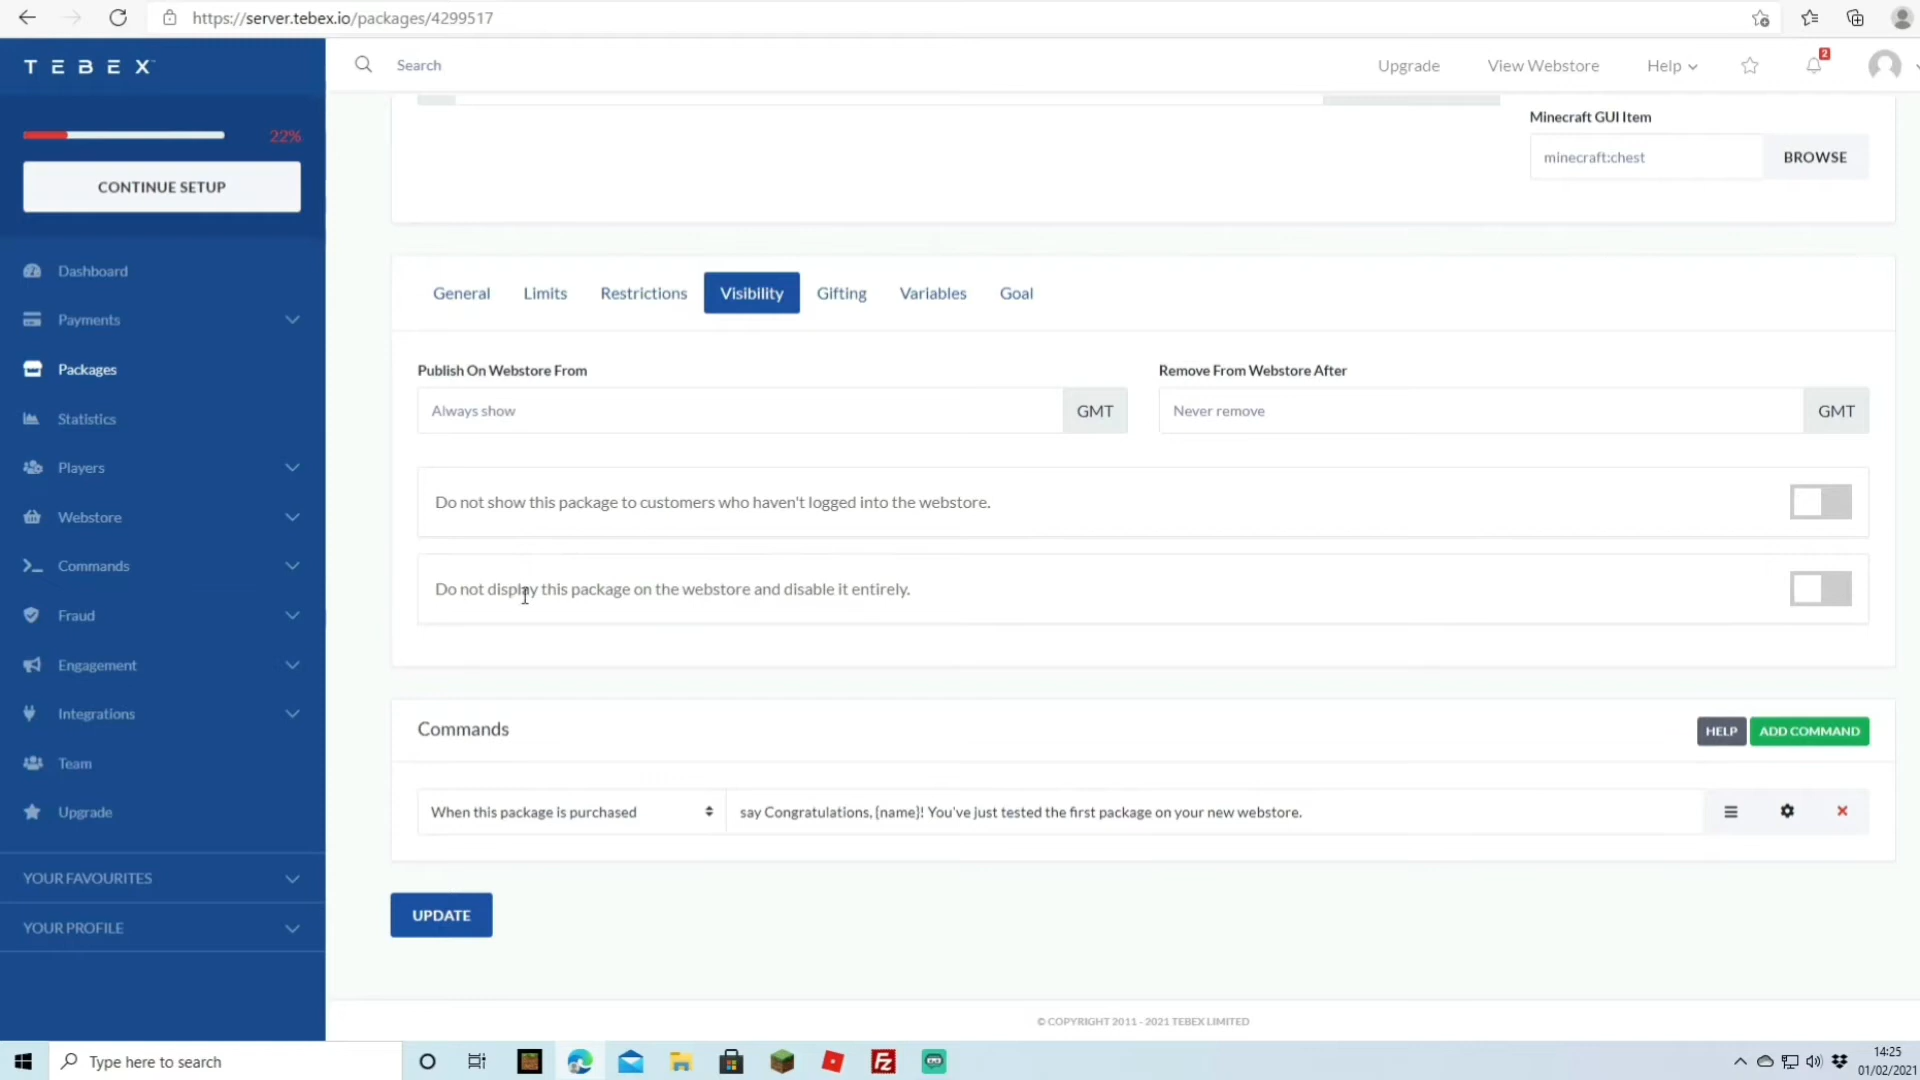 https://server.tebex.io/packages/4299517
TEBEX
Search
Upgrade
View Webstore
Help
2
22%
CONTINUE SETUP
Minecraft GUI Item
minecraft:chest
BROWSE
Dashboard
Payments
Packages
Statistics
Players
Webstore
Commands
Fraud
Engagement
Integrations
Team
Upgrade
YOUR FAVOURITES
YOUR PROFILE
General
Limits
Restrictions
Visibility
Gifting
Variables
Goal
Publish On Webstore From
Always show
GMT
Remove From Webstore After
Never remove
GMT
Do not show this package to customers who haven't logged into the webstore.
Do not display this package on the webstore and disable it entirely.
Commands
HELP
ADD COMMAND
When this package is purchased
say Congratulations, {name}! You've just tested the first package on your new webstore.
UPDATE
© COPYRIGHT 2011 - 2021 TEBEX LIMITED
Type here to search
14:25
01/02/2021